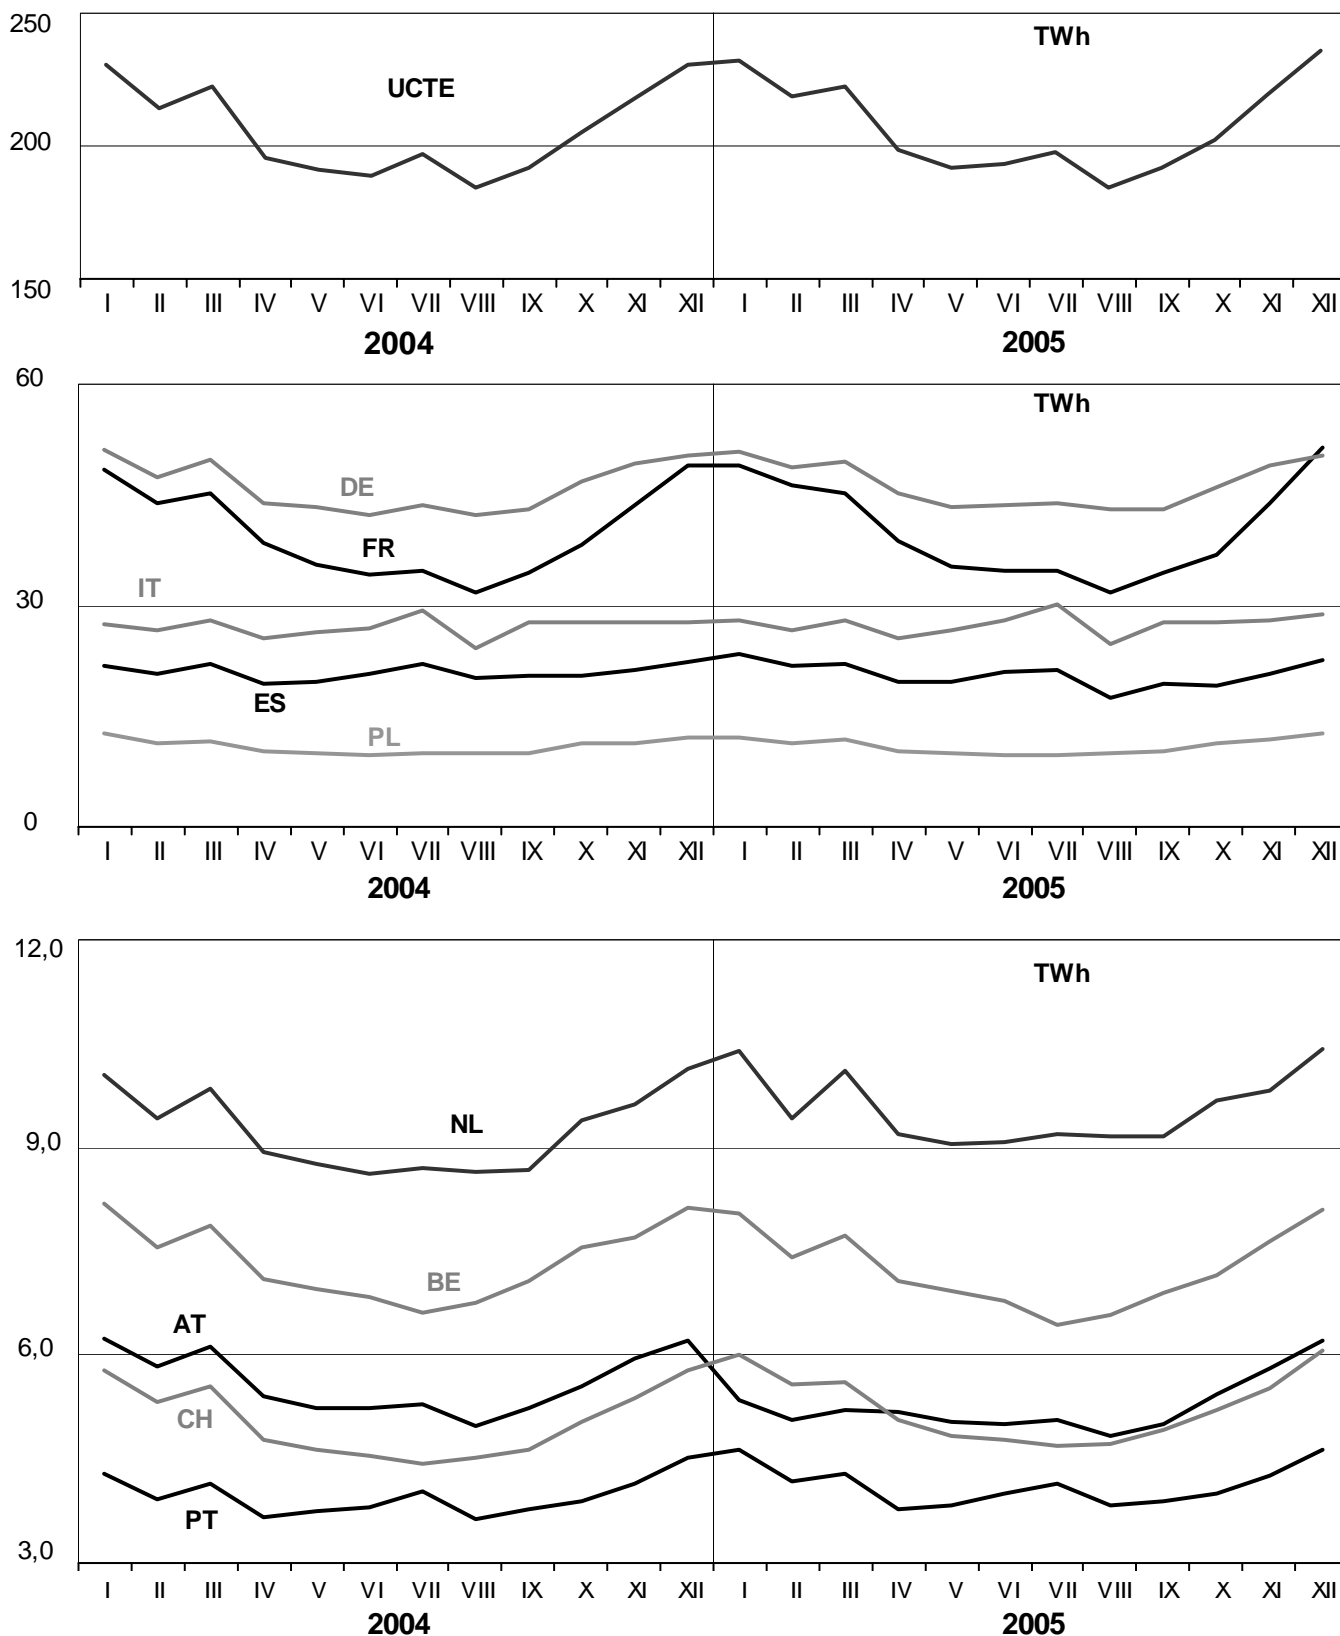 250
TWh
UCTE
200
150
I II III IV V VI VII VIII IX X XI XII I II III IV V VI VII VIII IX X XI XII
2004 2005
60
TWh
DE
FR
IT
30
ES
PL
0
I II III IV V VI VII VIII IX X XI XII I II III IV V VI VII VIII IX X XI XII
2004 2005
12,0
TWh
NL
9,0
BE
AT
6,0
CH
PT
3,0
I II III IV V VI VII VIII IX X XI XII I II III IV V VI VII VIII IX X XI XII
2004 2005